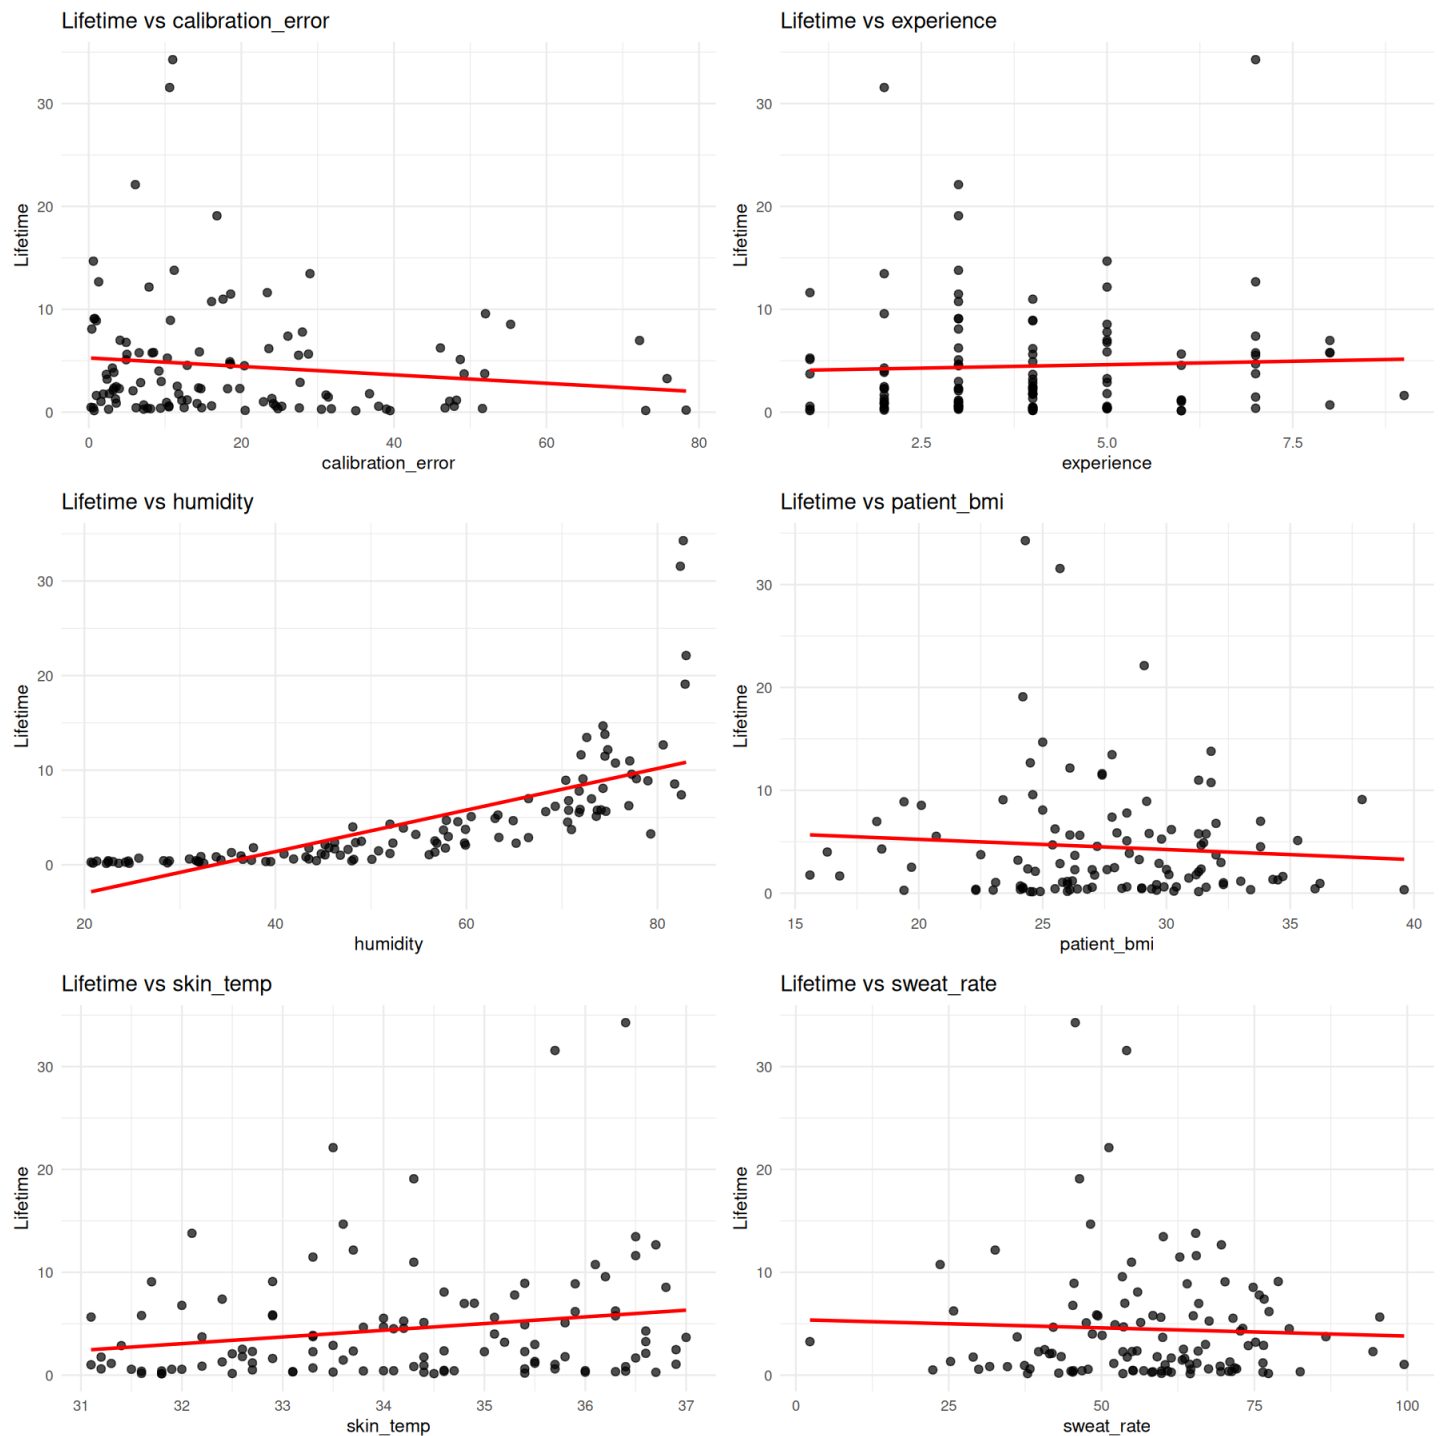 Lifetime vs calibration_error
Lifetime
30
20
10
0
0 20 40 60 80
calibration_error
Lifetime vs experience
Lifetime
30
20
10
0
2.5 5.0 7.5
experience
Lifetime vs humidity
Lifetime
30
20
10
0
20 40 60 80
humidity
Lifetime vs patient_bmi
Lifetime
30
20
10
0
15 20 25 30 35 40
patient_bmi
Lifetime vs skin_temp
Lifetime
30
20
10
0
31 32 33 34 35 36 37
skin_temp
Lifetime vs sweat_rate
Lifetime
30
20
10
0
0 25 50 75 100
sweat_rate